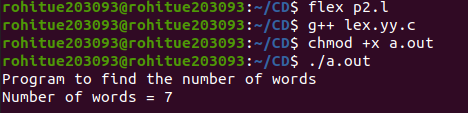 rohitue203093@rohitue203093:~/CD$ flex p2.l
rohitue203093@rohitue203093:~/CD$ g++ lex.yy.c
rohitue203093@rohitue203093:~/CD$ chmod +x a.out
rohitue203093@rohitue203093:~/CD$ ./a.out
Program to find the number of words
Number of words = 7